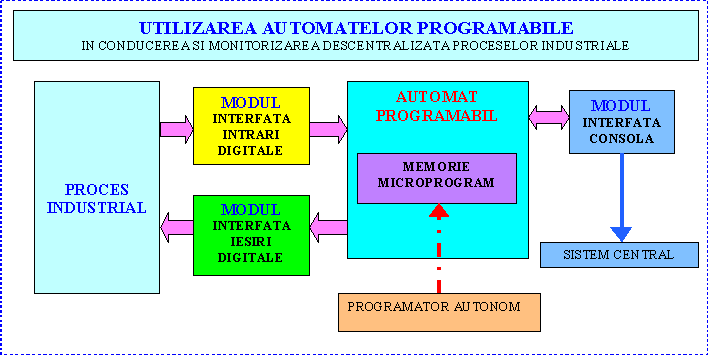 UTILIZAREA AUTOMATELOR PROGRAMABILE
IN CONDUCEREA SI MONITORIZAREA DESCENTRALIZATA PROCESELOR INDUSTRIALE
PROCES
INDUSTRIAL
MODUL
INTERFATA
INTRARI
DIGITALE
MODUL
INTERFATA
IESIRI
DIGITALE
AUTOMAT
PROGRAMABIL
MEMORIE
MICROPROGRAM
PROGRAMATOR AUTONOM
MODUL
INTERFATA
CONSOLA
SISTEM CENTRAL